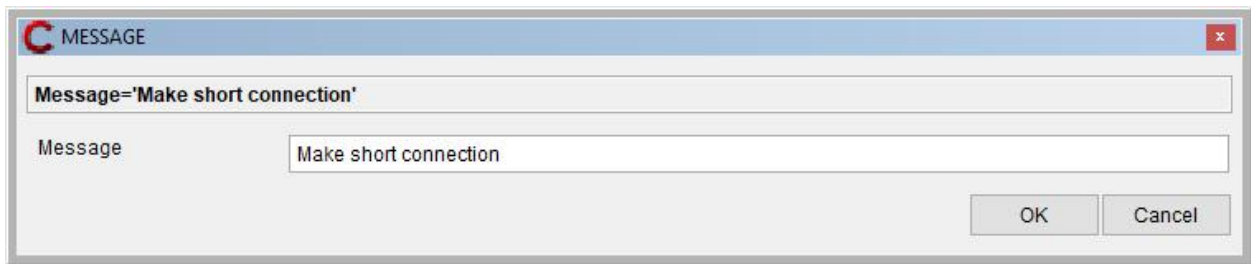 MESSAGE
Message='Make short connection'
Message
Make short connection
OK
Cancel